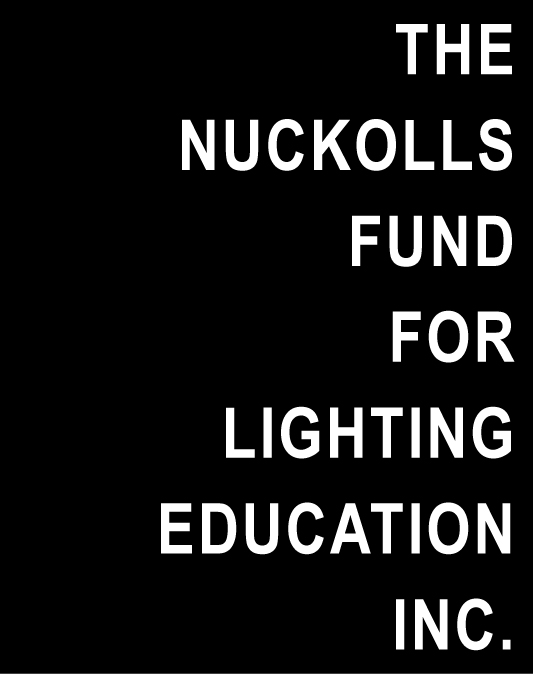 THE
NUCKOLLS
FUND
FOR
LIGHTING
EDUCATION
INC.